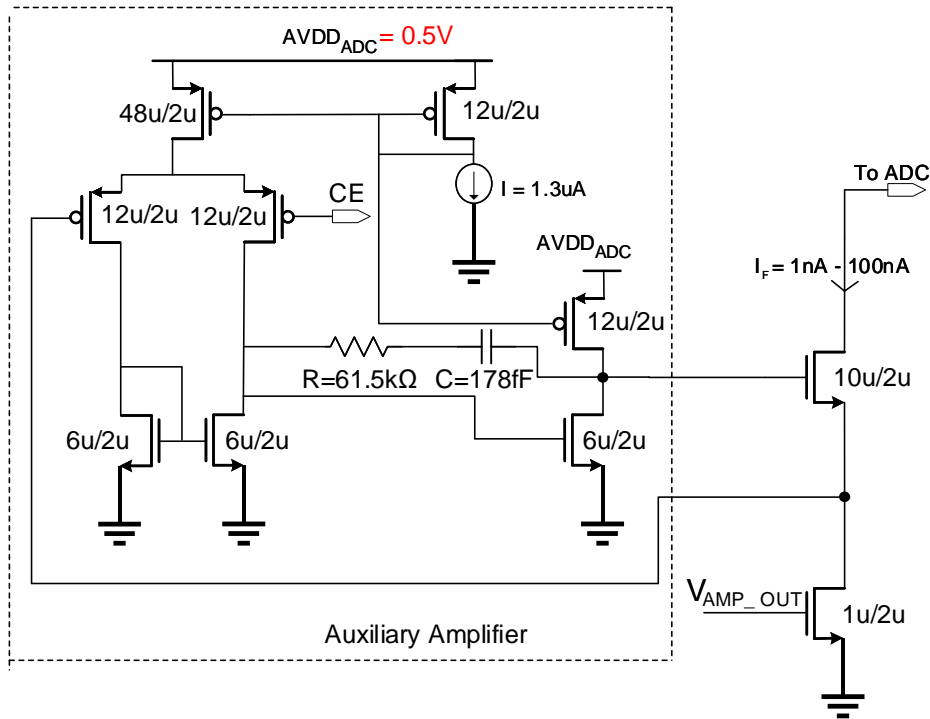 AVDD_ADC = 0.5V
48u/2u
12u/2u
I = 1.3uA
To ADC
12u/2u
12u/2u
CE
AVDD_ADC
I_F = 1nA - 100nA
12u/2u
R=61.5kΩ
C=178fF
10u/2u
6u/2u
6u/2u
6u/2u
V_AMP_OUT
1u/2u
Auxiliary Amplifier